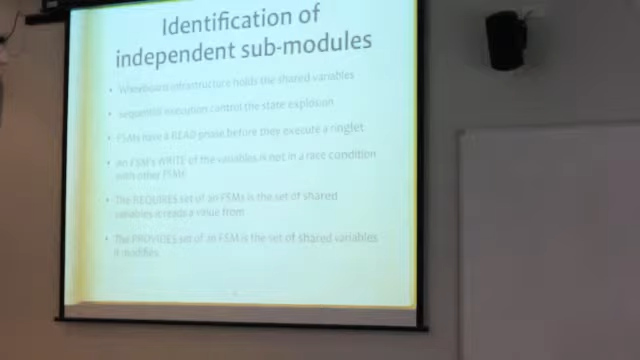 Identification of
independent sub-modules
• Wheeboard infrastructure holds the shared variables
• sequential execution control the state explosion
• FSMs have a READ phase before they execute a ringlet
• An FSM's WRITE of the variables is not in a race condition
with other FSMs
• The REQUIRES set of an FSMs is the set of shared
variables it reads a value from
• The PROVIDES set of an FSM is the set of shared variables
it modifies